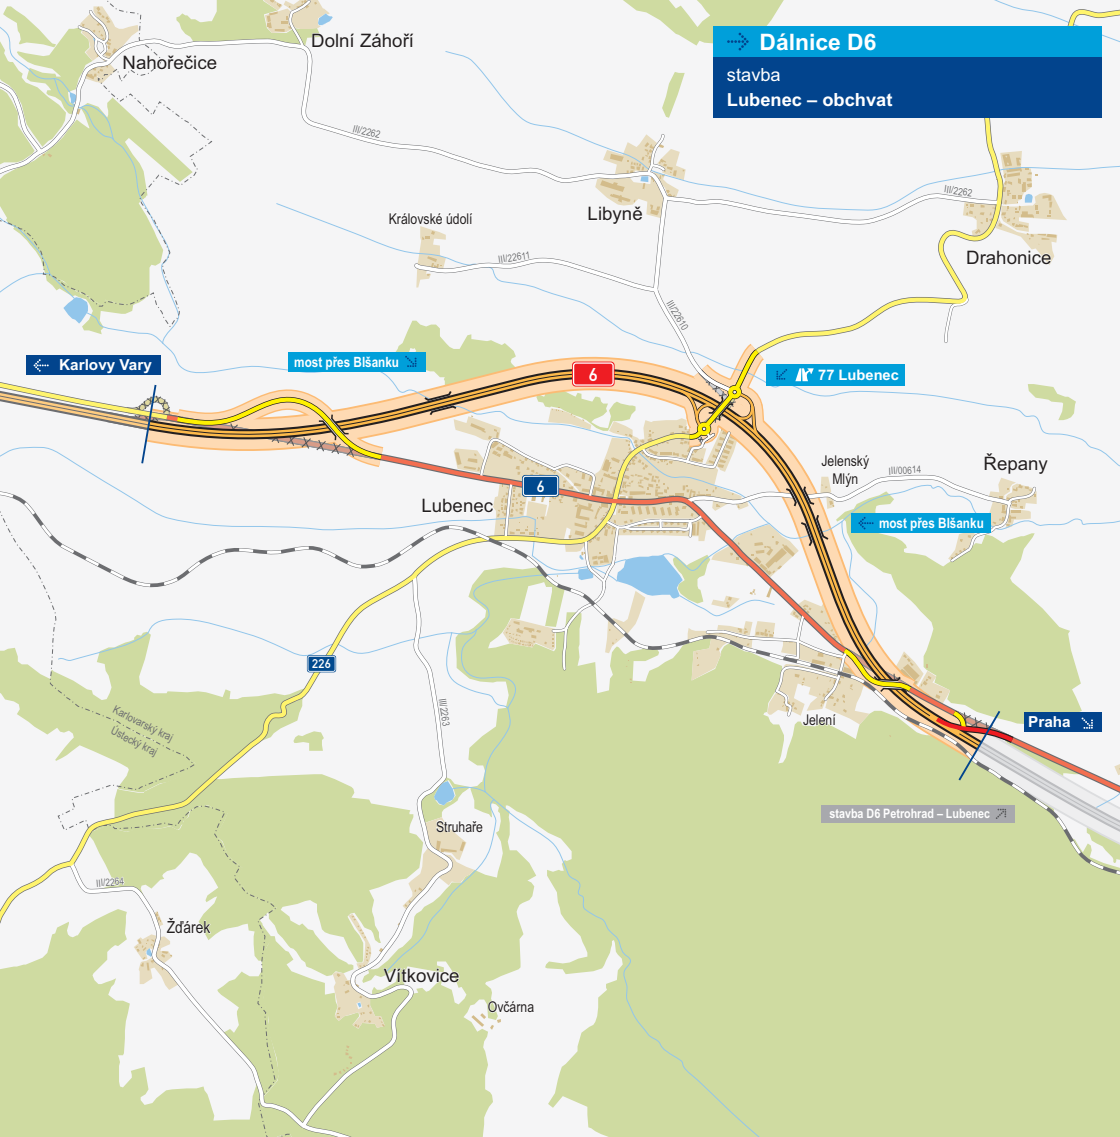 Dálnice D6
stavba
Lubenec – obchvat
Dolní Záhoří
Nahořečice
III/2262
Libyně
III/2262
Královské údolí
Drahonice
III/22611
III/22610
Karlovy Vary
most přes Blšanku
6
77 Lubenec
Jelenský
Mlýn
III/00614
Řepany
6
Lubenec
most přes Blšanku
226
III/2263
Karlovarský kraj
Ústecký kraj
Jelení
Praha
stavba D6 Petrohrad – Lubenec
Struhaře
III/2264
Žďárek
Vítkovice
Ovčárna